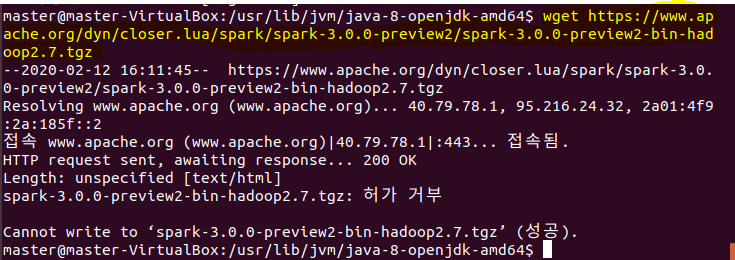 master@master-VirtualBox:/usr/lib/jvm/java-8-openjdk-amd64$ wget https://www.ap
ache.org/dyn/closer.lua/spark/spark-3.0.0-preview2/spark-3.0.0-preview2-bin-had
oop2.7.tgz
--2020-02-12 16:11:45--  https://www.apache.org/dyn/closer.lua/spark/spark-3.0.
0-preview2/spark-3.0.0-preview2-bin-hadoop2.7.tgz
Resolving www.apache.org (www.apache.org)... 40.79.78.1, 95.216.24.32, 2a01:4f9
:2a:185f::2
접속 www.apache.org (www.apache.org)|40.79.78.1|:443... 접속됨.
HTTP request sent, awaiting response... 200 OK
Length: unspecified [text/html]
spark-3.0.0-preview2-bin-hadoop2.7.tgz: 허가 거부

Cannot write to ‘spark-3.0.0-preview2-bin-hadoop2.7.tgz’ (성공).
master@master-VirtualBox:/usr/lib/jvm/java-8-openjdk-amd64$